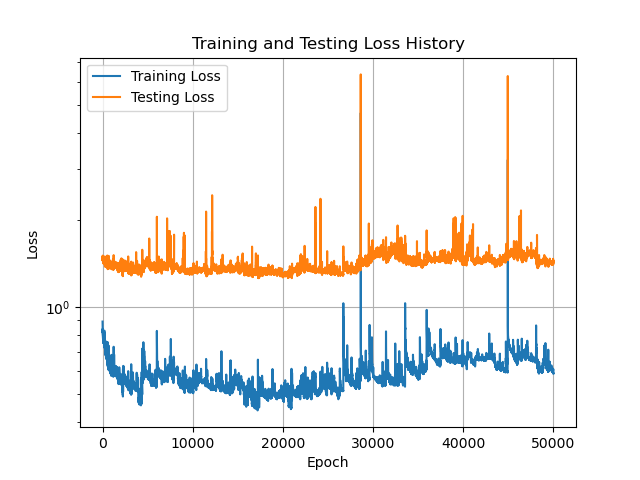 Training and Testing Loss History
Training Loss
Testing Loss
Loss
10⁰
0
10000
20000
30000
40000
50000
Epoch